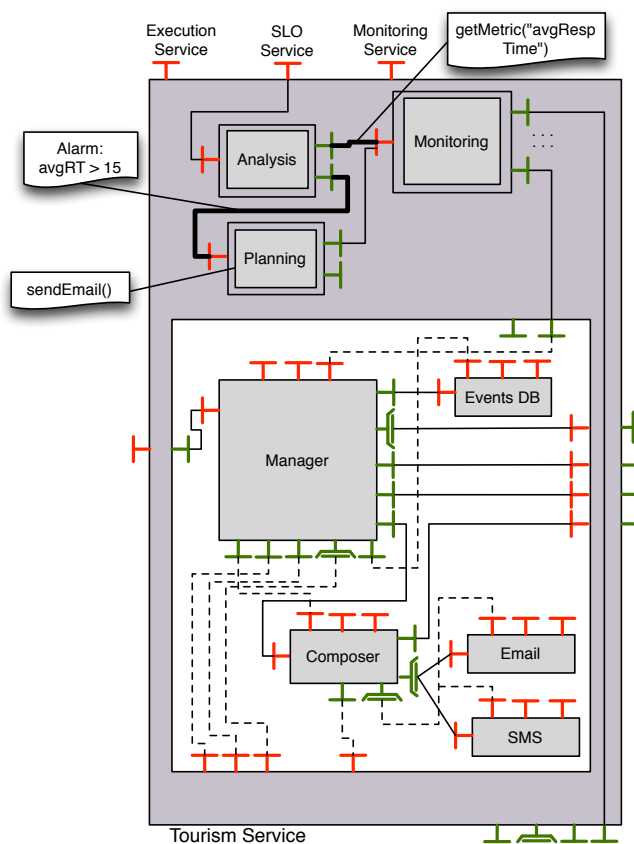 Execution
Service
SLO
Service
Monitoring
Service
getMetric("avgResp
Time")
Alarm:
avgRT > 15
Analysis
Monitoring
Planning
sendEmail()
Events DB
Manager
Composer
Email
SMS
Tourism Service